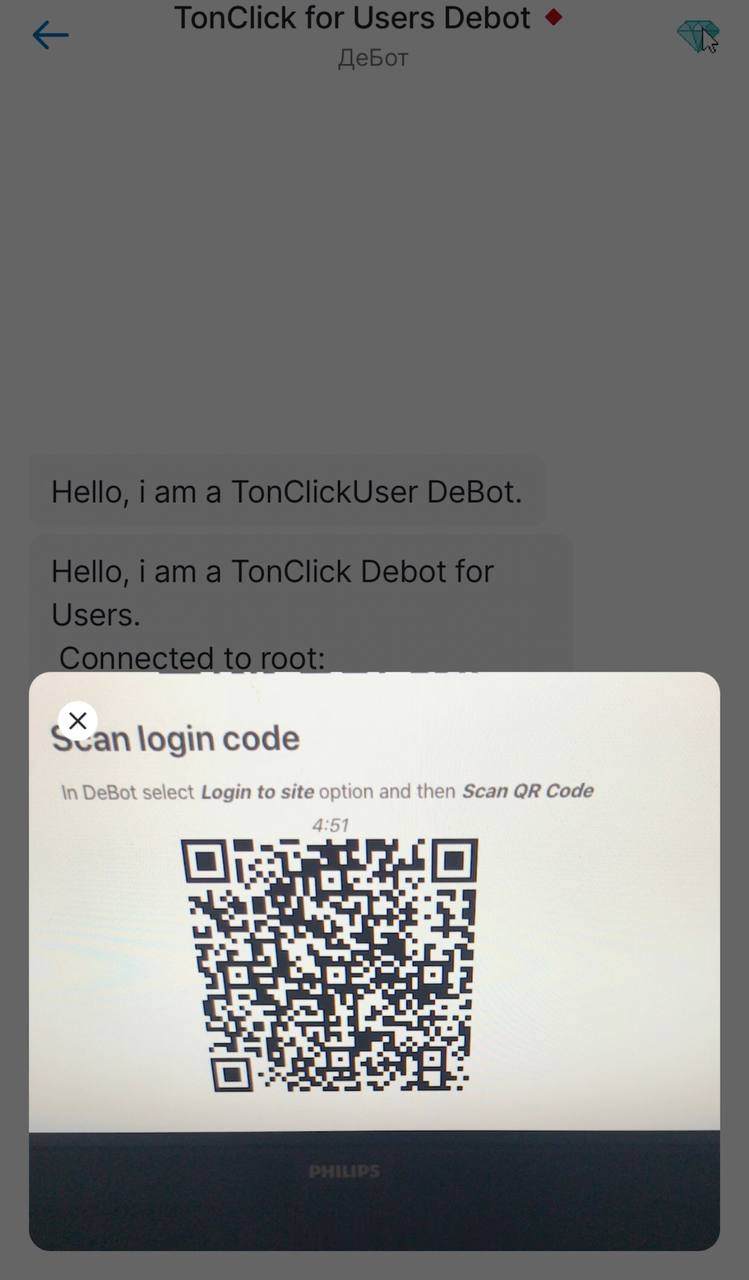 TonClick for Users Debot
ДеБот
Hello, i am a TonClickUser DeBot.
Hello, i am a TonClick Debot for
Users.
Connected to root:
Scan login code
In DeBot select Login to site option and then Scan QR Code
4:51
PHILIPS